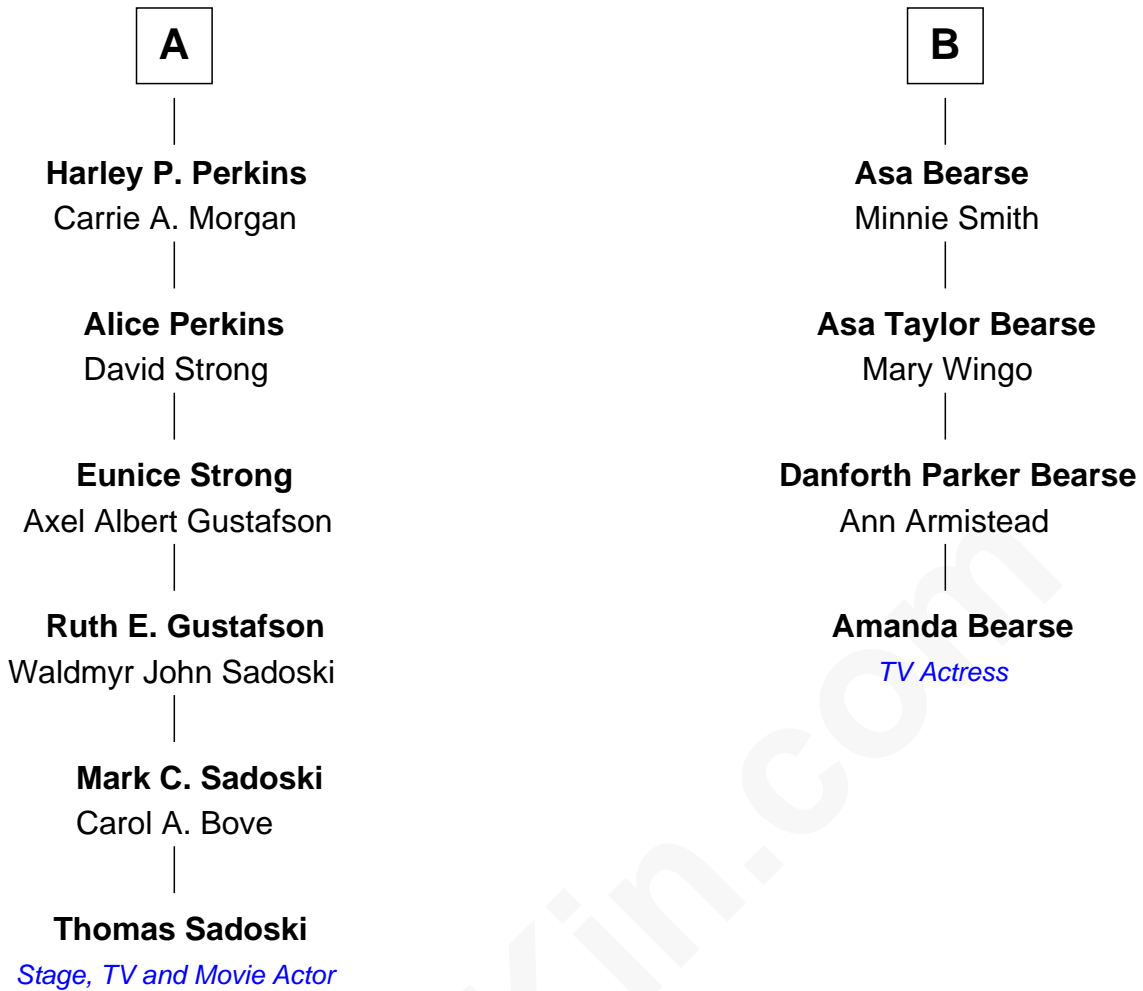 A
Harley P. Perkins
Carrie A. Morgan
Alice Perkins
David Strong
Eunice Strong
Axel Albert Gustafson
Ruth E. Gustafson
Waldmyr John Sadoski
Mark C. Sadoski
Carol A. Bove
Thomas Sadoski
Stage, TV and Movie Actor
B
Asa Bearse
Minnie Smith
Asa Taylor Bearse
Mary Wingo
Danforth Parker Bearse
Ann Armistead
Amanda Bearse
TV Actress